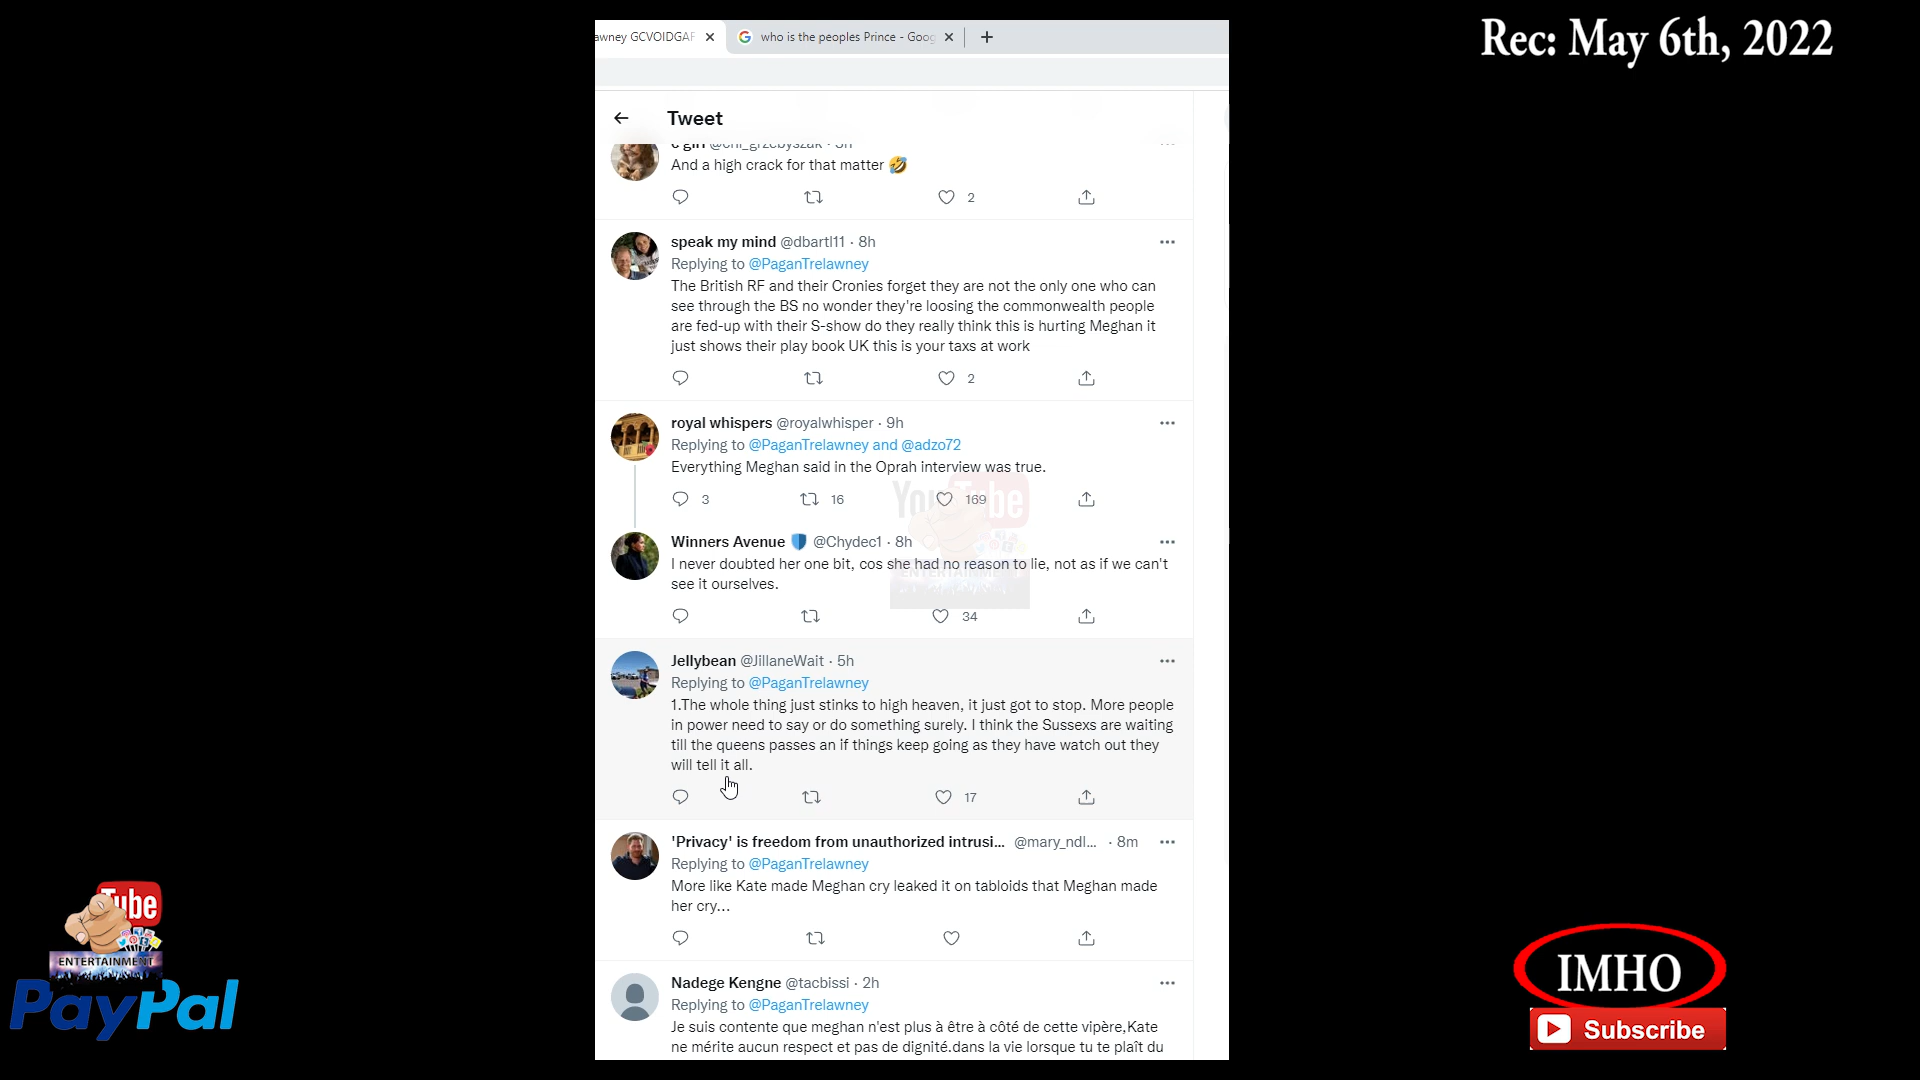 Rec: May 6th, 2022
awney GCVOIDGAF
who is the peoples Prince - Goog
Tweet
And a high crack for that matter 🤣
2
speak my mind @dbartl11 · 8h
Replying to @PaganTrelawney
The British RF and their Cronies forget they are not the only one who can
see through the BS no wonder they're loosing the commonwealth people
are fed-up with their S-show do they really think this is hurting Meghan it
just shows their play book UK this is your taxs at work
2
royal whispers @royalwhisper · 9h
Replying to @PaganTrelawney and @adzo72
Everything Meghan said in the Oprah interview was true.
3 16 169
YouTube
ENTERTAINMENT
Winners Avenue @Chydec1 · 8h
I never doubted her one bit, cos she had no reason to lie, not as if we can't
see it ourselves.
34
Jellybean @JillaneWait · 5h
Replying to @PaganTrelawney
1.The whole thing just stinks to high heaven, it just got to stop. More people
in power need to say or do something surely. I think the Sussexs are waiting
till the queens passes an if things keep going as they have watch out they
will tell it all.
17
'Privacy' is freedom from unauthorized intrusi... @mary_ndl... · 8m
Replying to @PaganTrelawney
More like Kate made Meghan cry leaked it on tabloids that Meghan made
her cry...
Nadege Kengne @tacbissi · 2h
Replying to @PaganTrelawney
Je suis contente que meghan n'est plus à être à côté de cette vipère,Kate
ne mérite aucun respect et pas de dignité.dans la vie lorsque tu te plaît du
Tube
ENTERTAINMENT
PayPal
IMHO
Subscribe